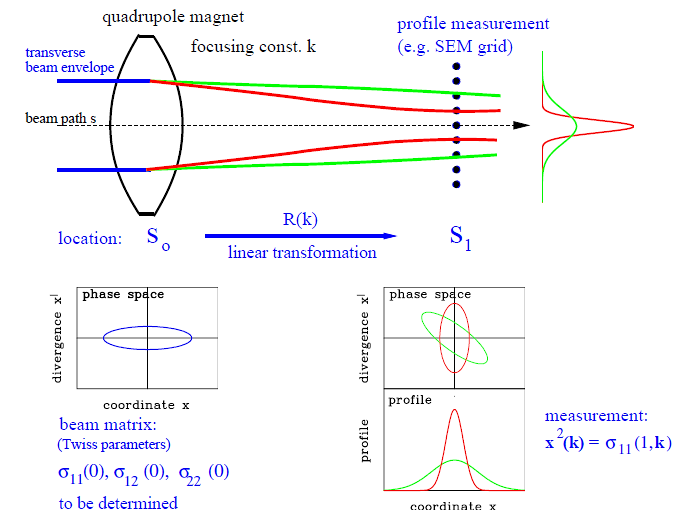 quadrupole magnet
focusing const. k
profile measurement
(e.g. SEM grid)
transverse
beam envelope
beam path s
location:
So
R(k)
linear transformation
S1
phase space
divergence x'
coordinate x
beam matrix:
(Twiss parameters)
σ11(0), σ12 (0), σ22 (0)
to be determined
phase space
divergence x'
profile
profile
coordinate x
measurement:
x²(k) = σ11 (1,k)